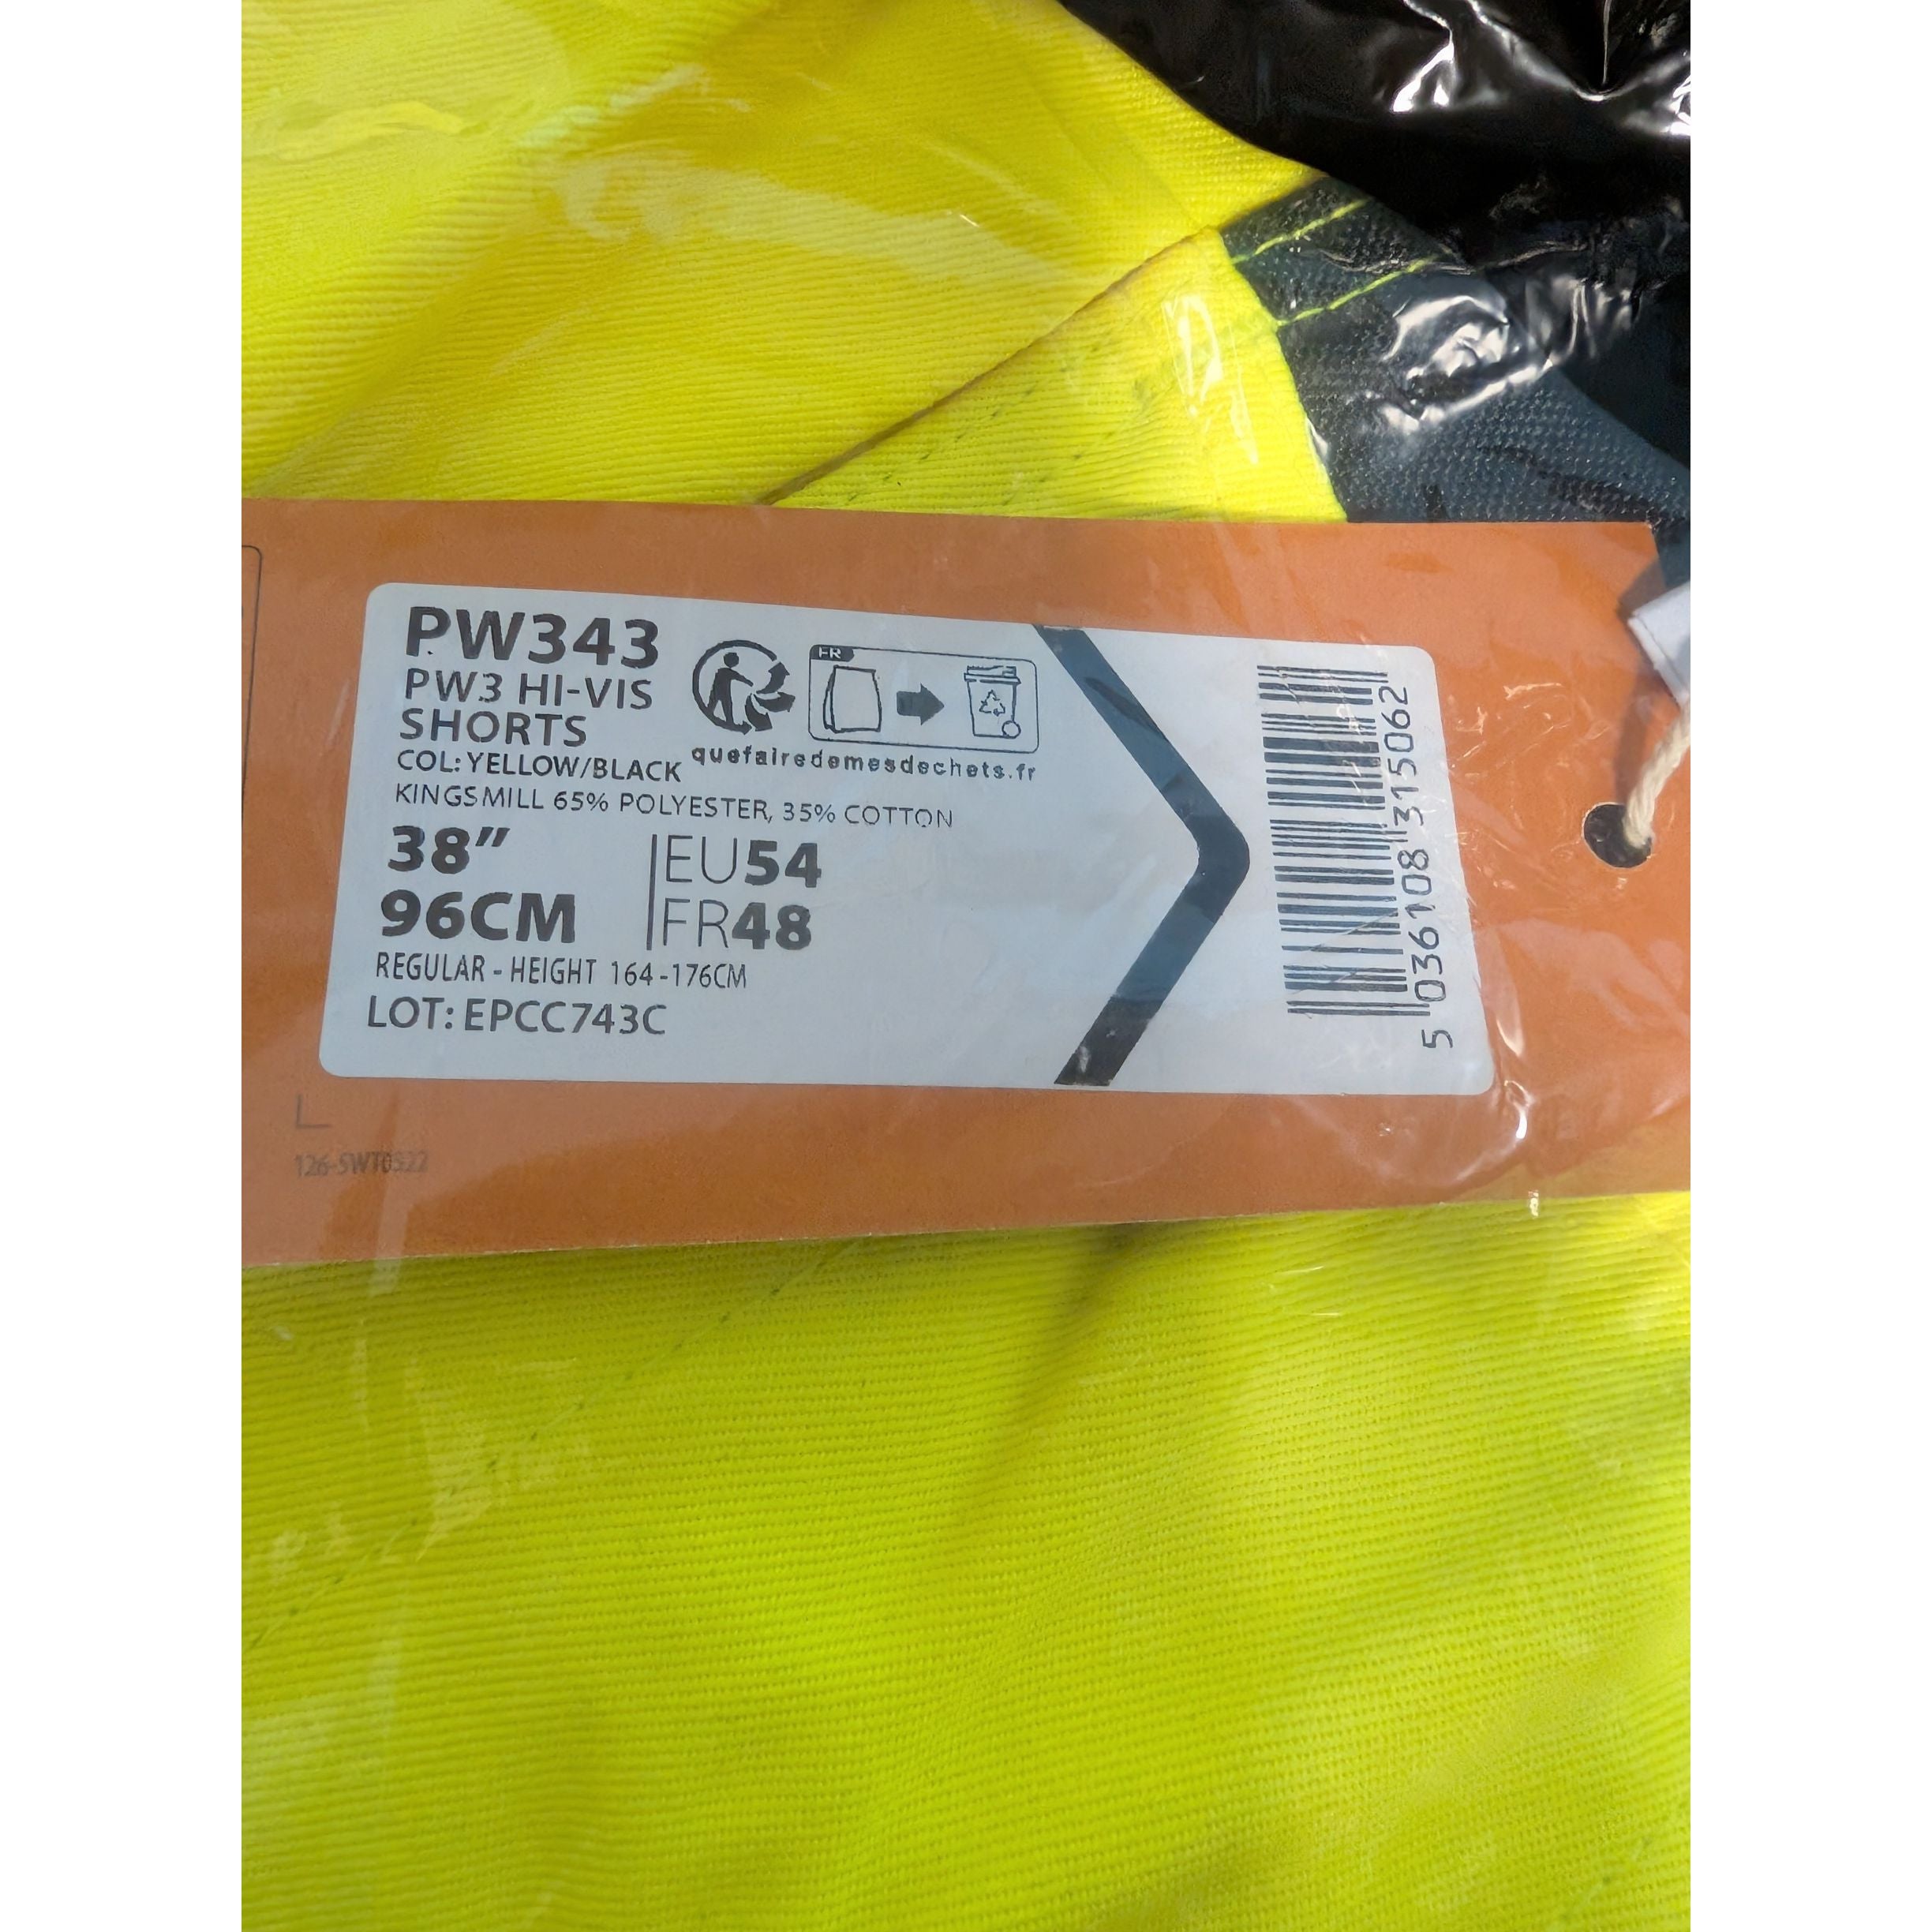 PW343
PW3 HI-VIS
SHORTS
COL: YELLOW/BLACK
FR
quefairedemesdechets.fr
KINGSMILL 65% POLYESTER, 35% COTTON
38"
96CM
EU54
FR48
REGULAR - HEIGHT 164-176CM
LOT: EPCC743C
5 036108 315062
L